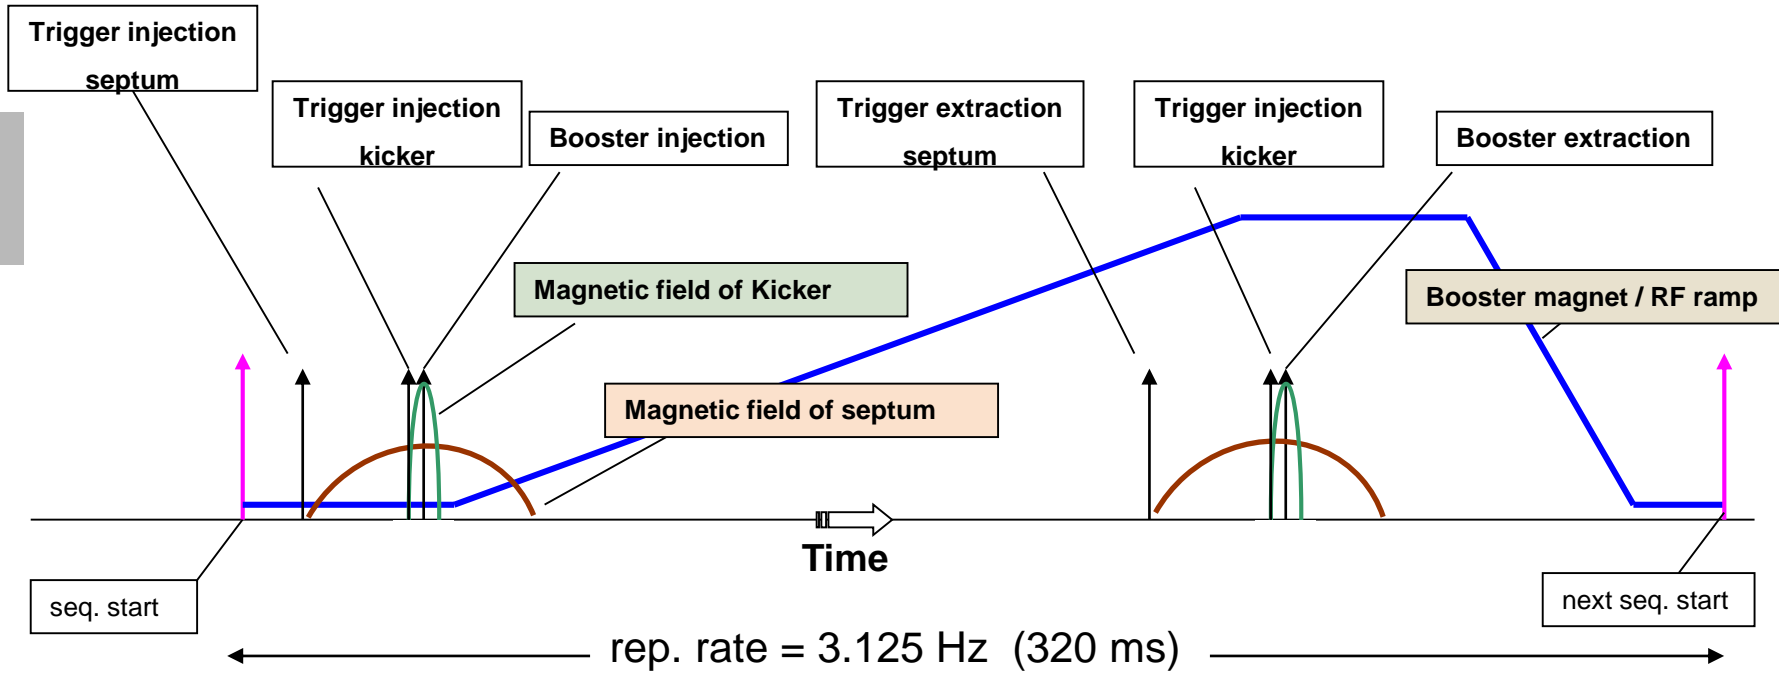 Trigger injection
septum
Trigger injection
kicker
Booster injection
Trigger extraction
septum
Trigger injection
kicker
Booster extraction
Magnetic field of Kicker
Booster magnet / RF ramp
Magnetic field of septum
Time
seq. start
next seq. start
rep. rate = 3.125 Hz (320 ms)